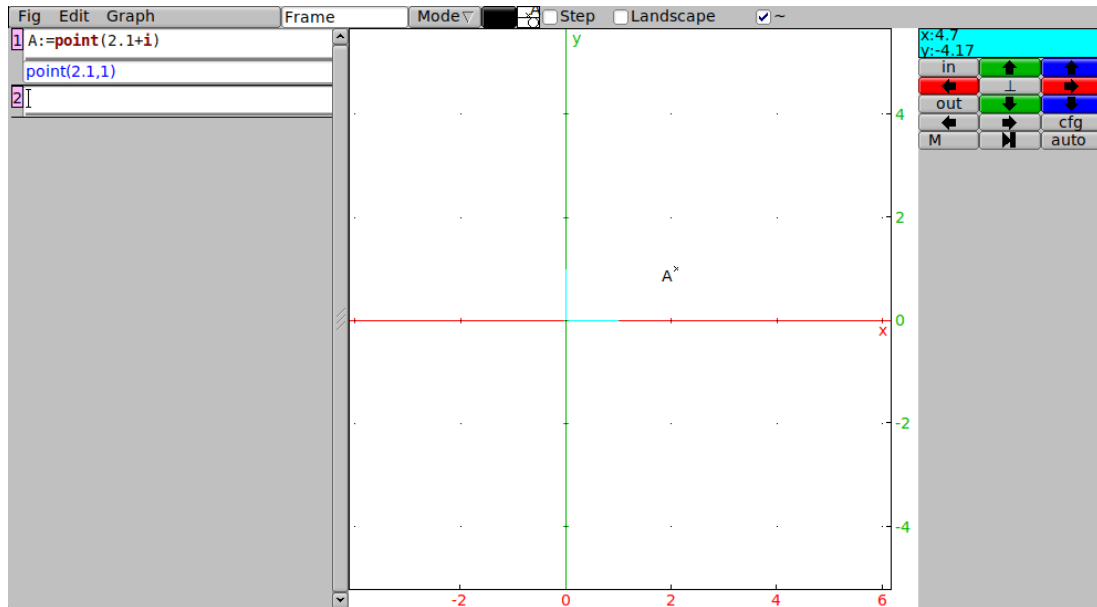 Fig Edit Graph Frame Mode Step Landscape ~
1 A:=point(2.1+i)
point(2.1,1)
2
y
4
2
A
0
x
-2
-4
-2 0 2 4 6
x:4.7
y:-4.17
in
⊥
out
cfg
M auto